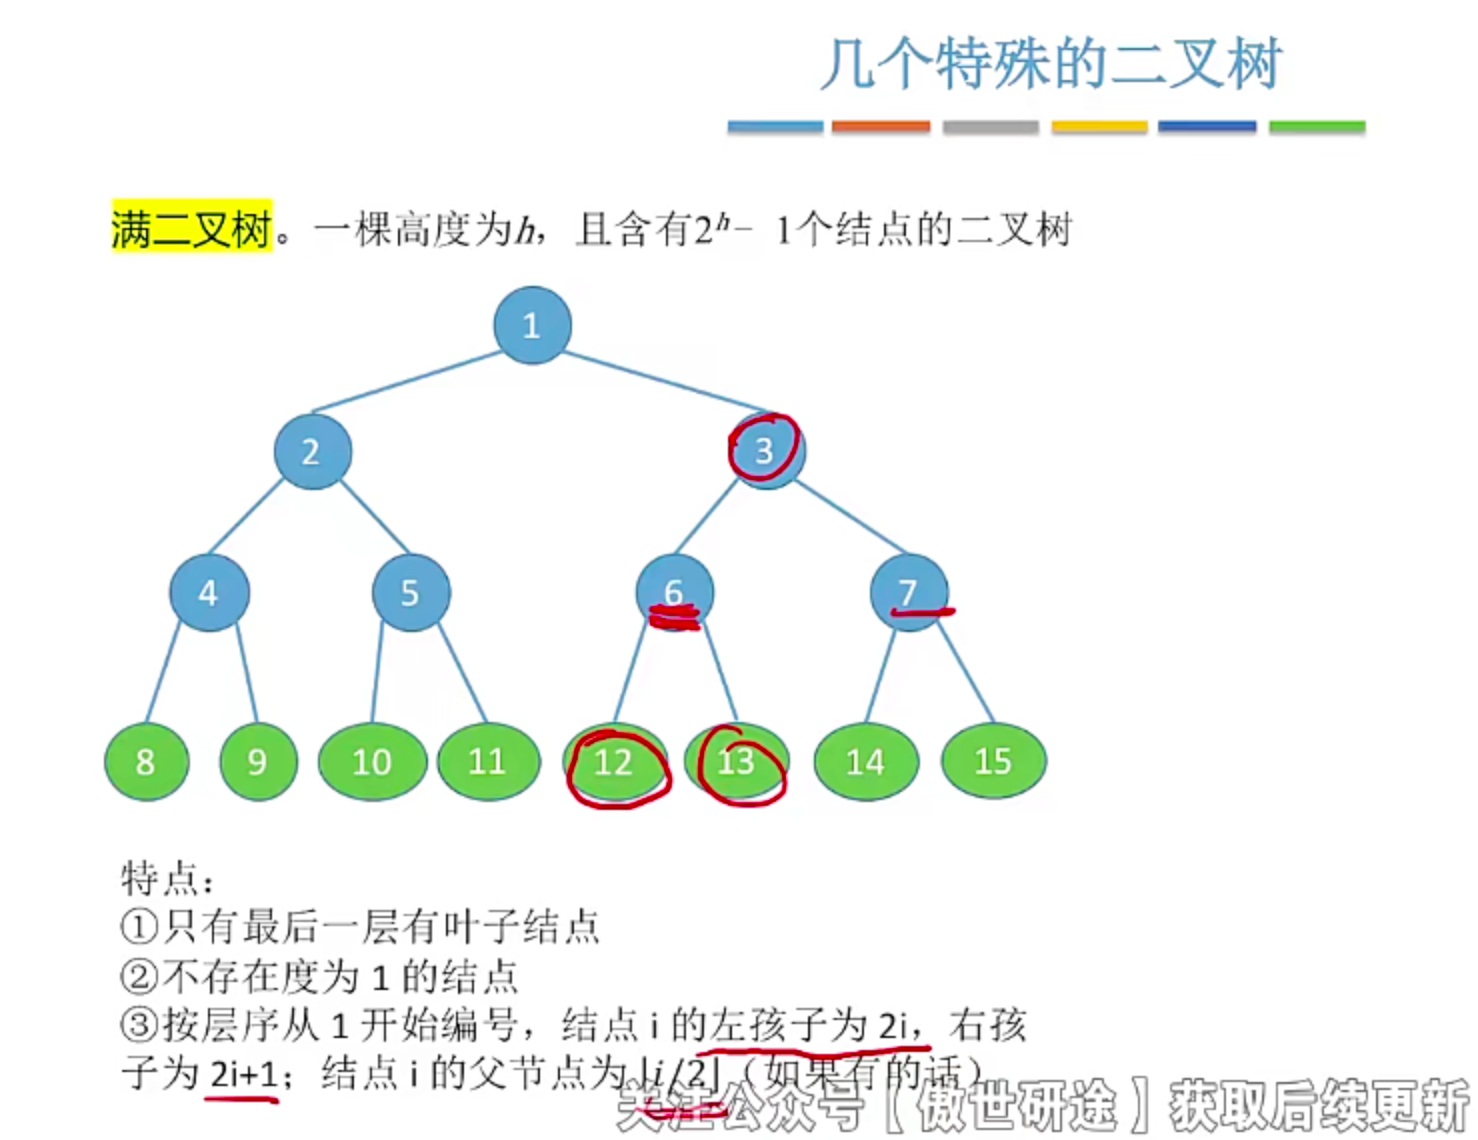 几个特殊的二叉树
满二叉树。一棵高度为h，且含有2ʰ− 1个结点的二叉树
1
2
3
4
5
6
7
8
9
10
11
12
13
14
15
特点：
①只有最后一层有叶子结点
②不存在度为 1 的结点
③按层序从 1 开始编号，结点 i 的左孩子为 2i，右孩
子为 2i+1；结点 i 的父节点为 ⌊i/2⌋（如果有的话）
关注公众号【傲世研途】获取后续更新